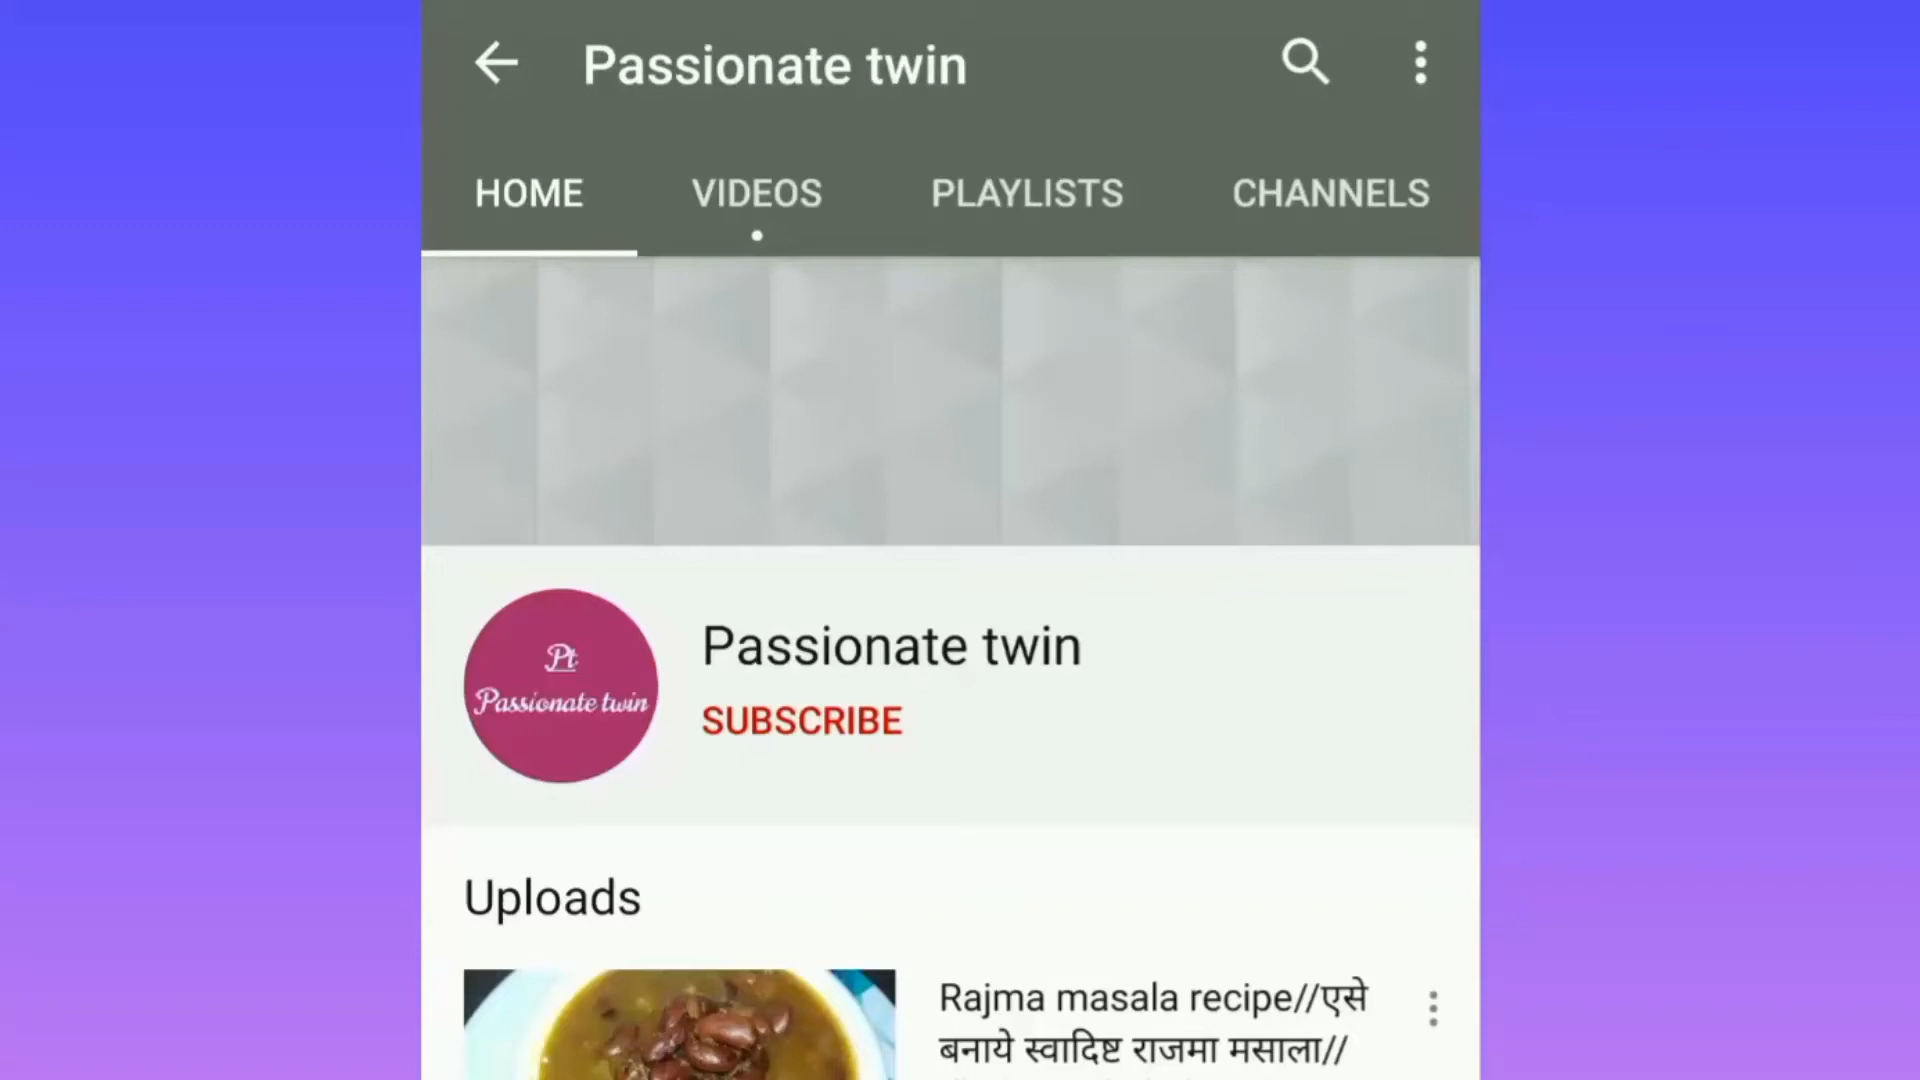 Passionate twin
HOME VIDEOS PLAYLISTS CHANNELS
Pt
Passionate twin
Passionate twin
SUBSCRIBE
Uploads
Rajma masala recipe//एसे
बनाये स्वादिष्ट राजमा मसाला//